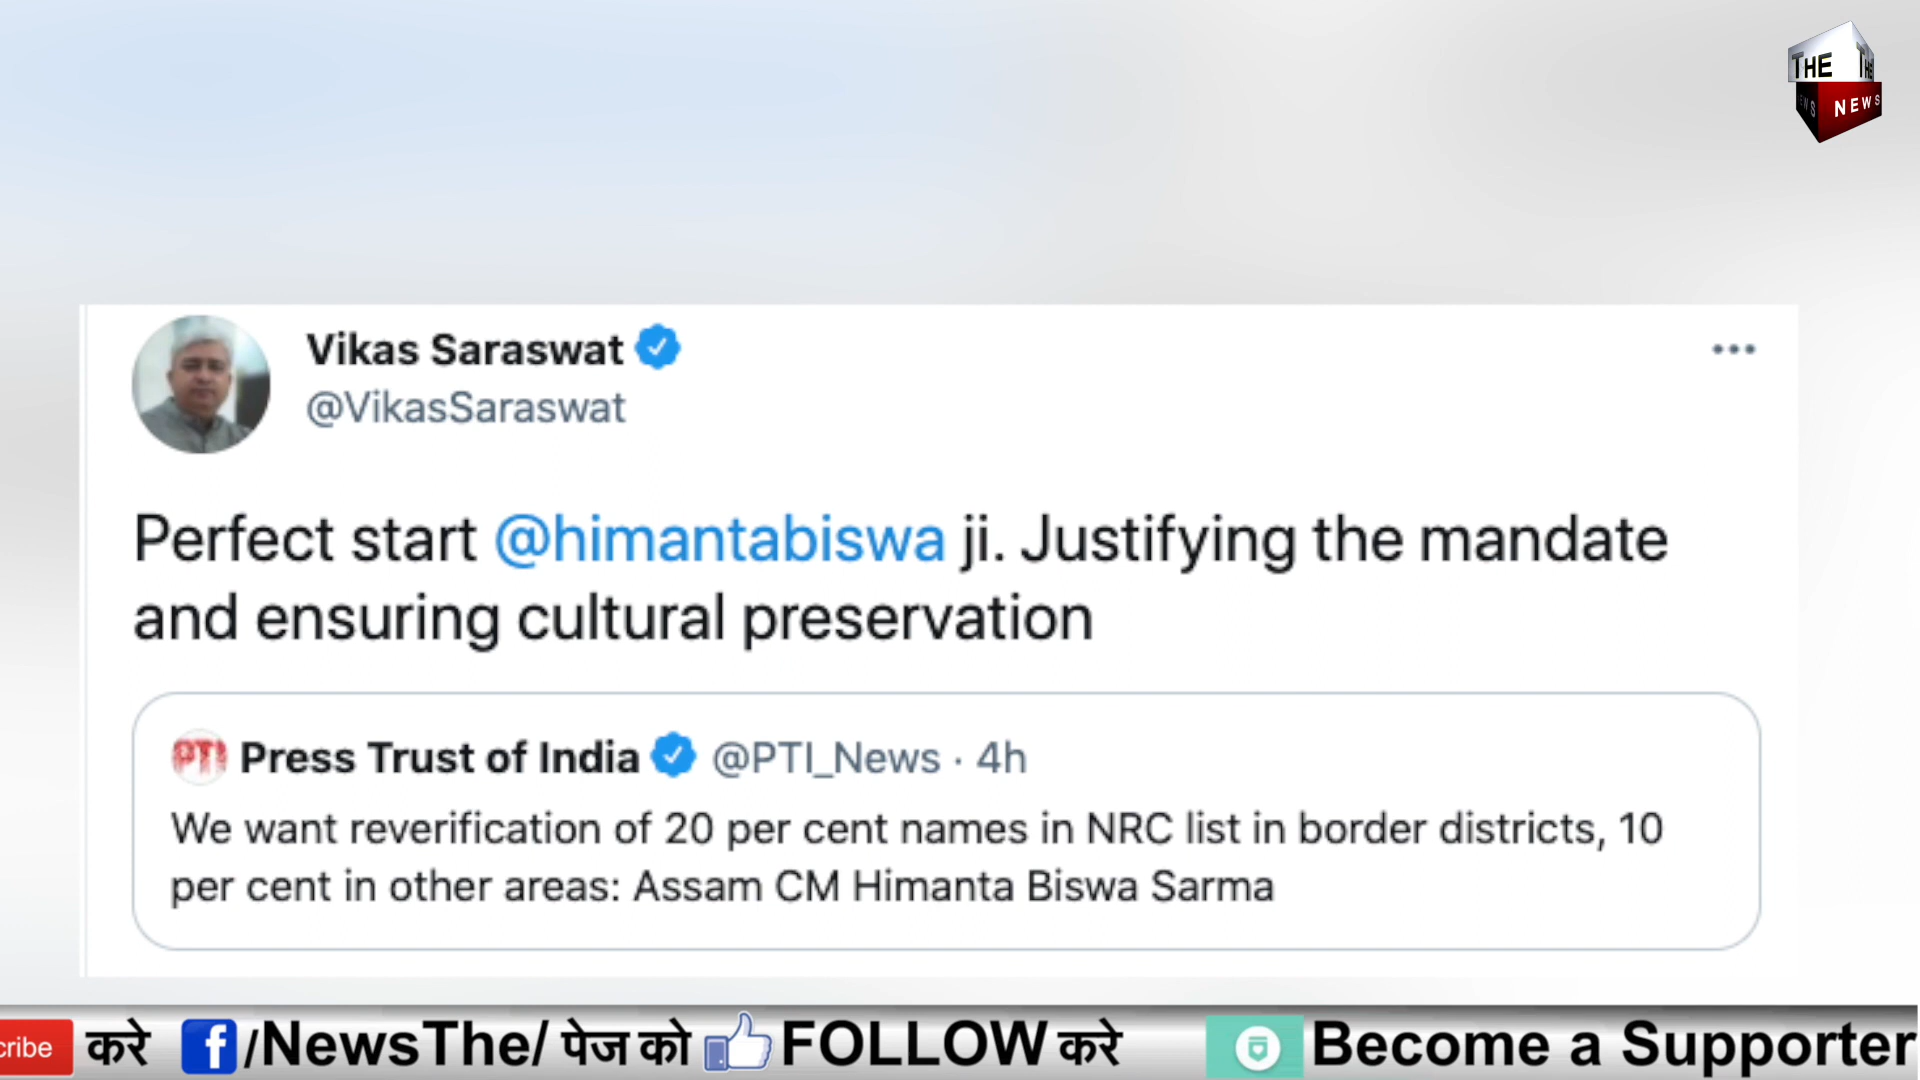 THE
NEWS
Vikas Saraswat
@VikasSaraswat
Perfect start @himantabiswa ji. Justifying the mandate
and ensuring cultural preservation
PTI Press Trust of India @PTI_News · 4h
We want reverification of 20 per cent names in NRC list in border districts, 10
per cent in other areas: Assam CM Himanta Biswa Sarma
cribe करे f/NewsThe/ पेज को FOLLOW करे Become a Supporter